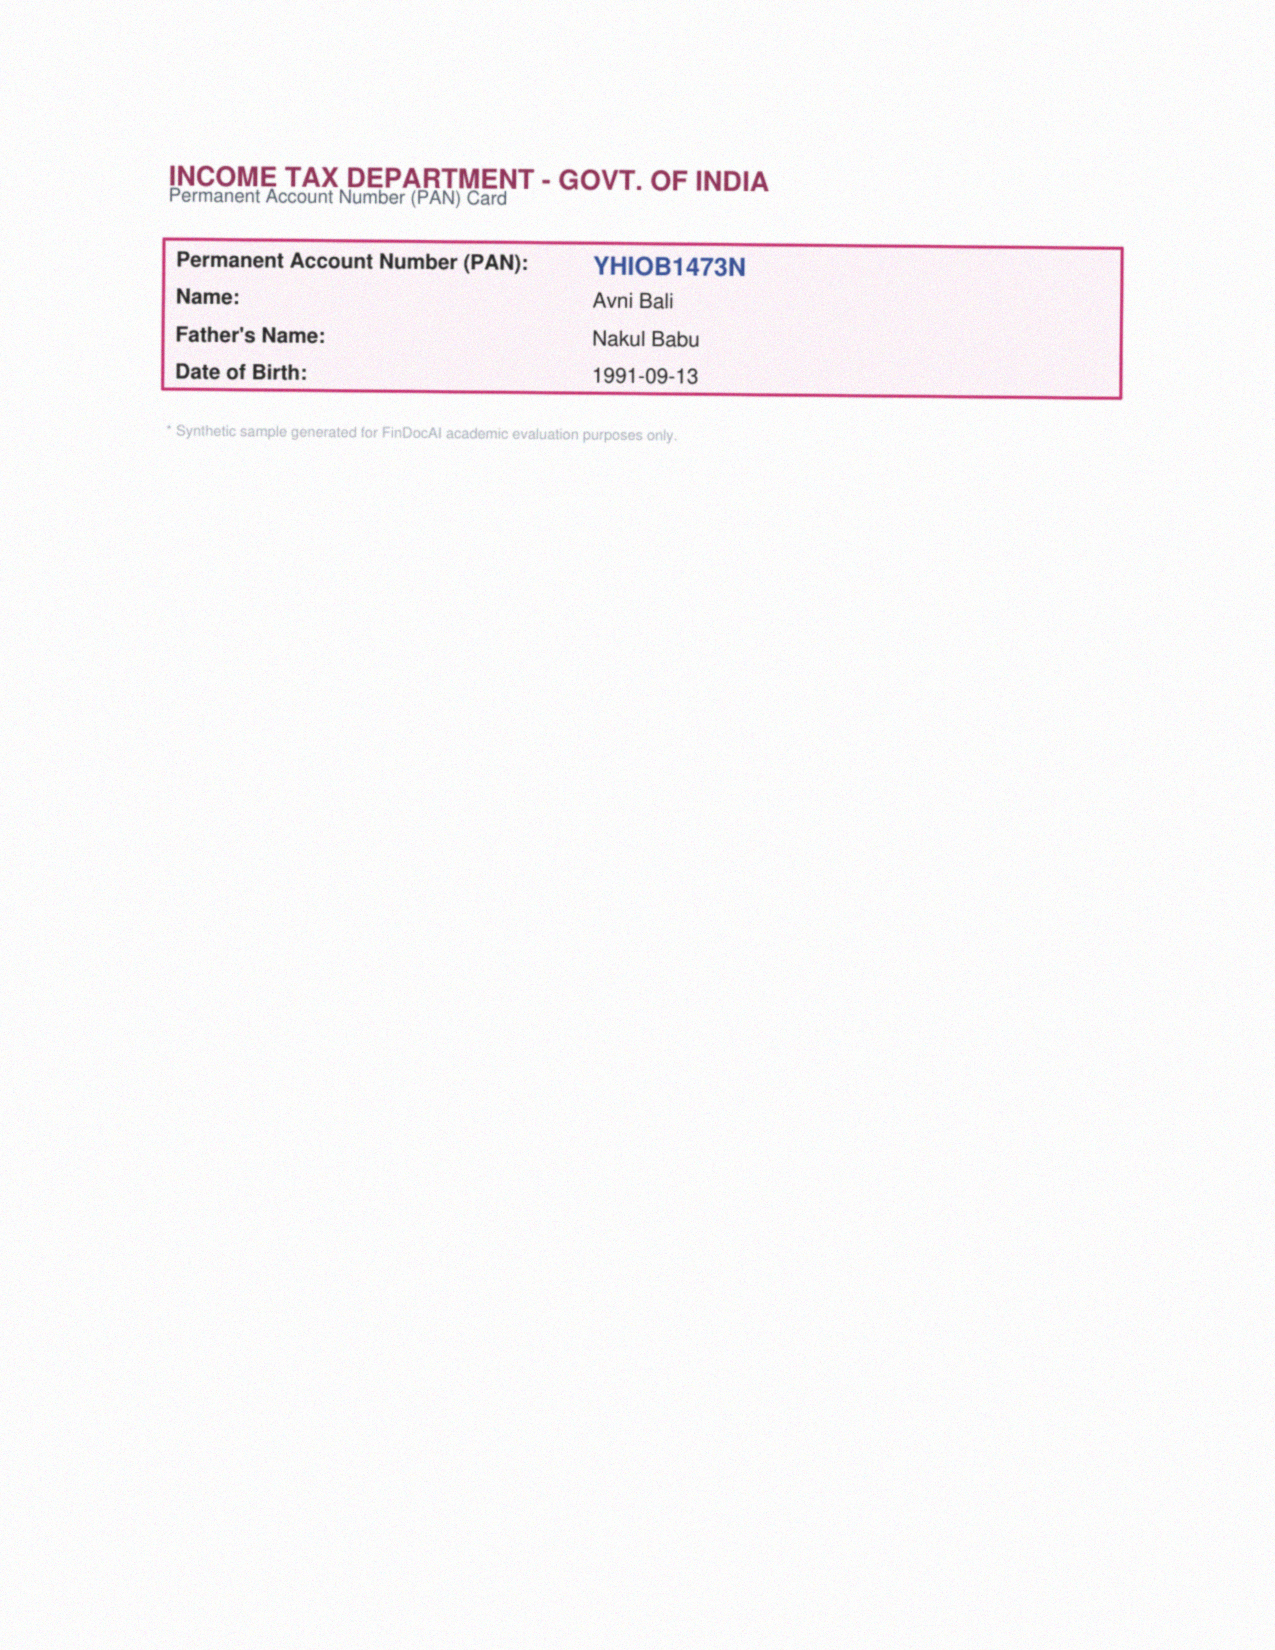 INCOME TAX DEPARTMENT - GOVT. OF INDIA
Permanent Account Number (PAN) Card
Permanent Account Number (PAN): YHIOB1473N
Name: Avni Bali
Father's Name: Nakul Babu
Date of Birth: 1991-09-13
* Synthetic sample generated for FinDocAI academic evaluation purposes only.